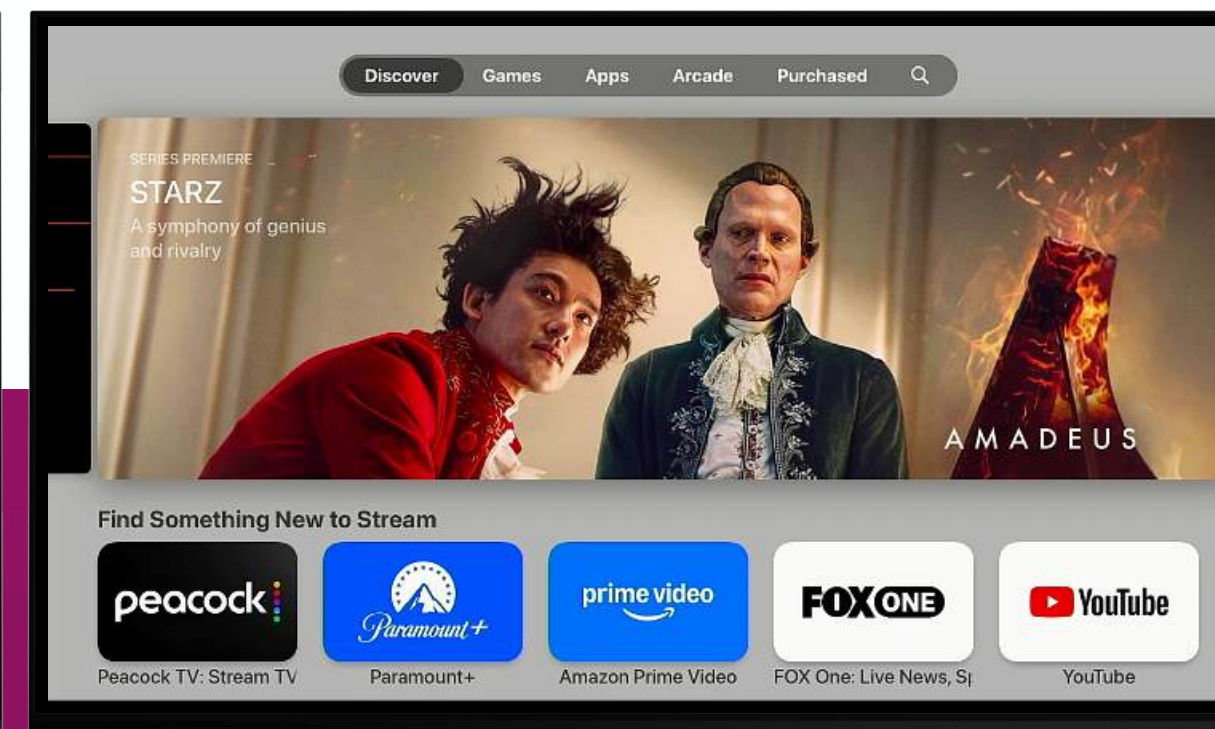 Discover Games Apps Arcade Purchased
SERIES PREMIERE
STARZ
A symphony of genius
and rivalry
AMADEUS
Find Something New to Stream
peacock
Paramount+
prime video
FOX ONE
YouTube
Peacock TV: Stream TV
Paramount+
Amazon Prime Video
FOX One: Live News, Sp
YouTube